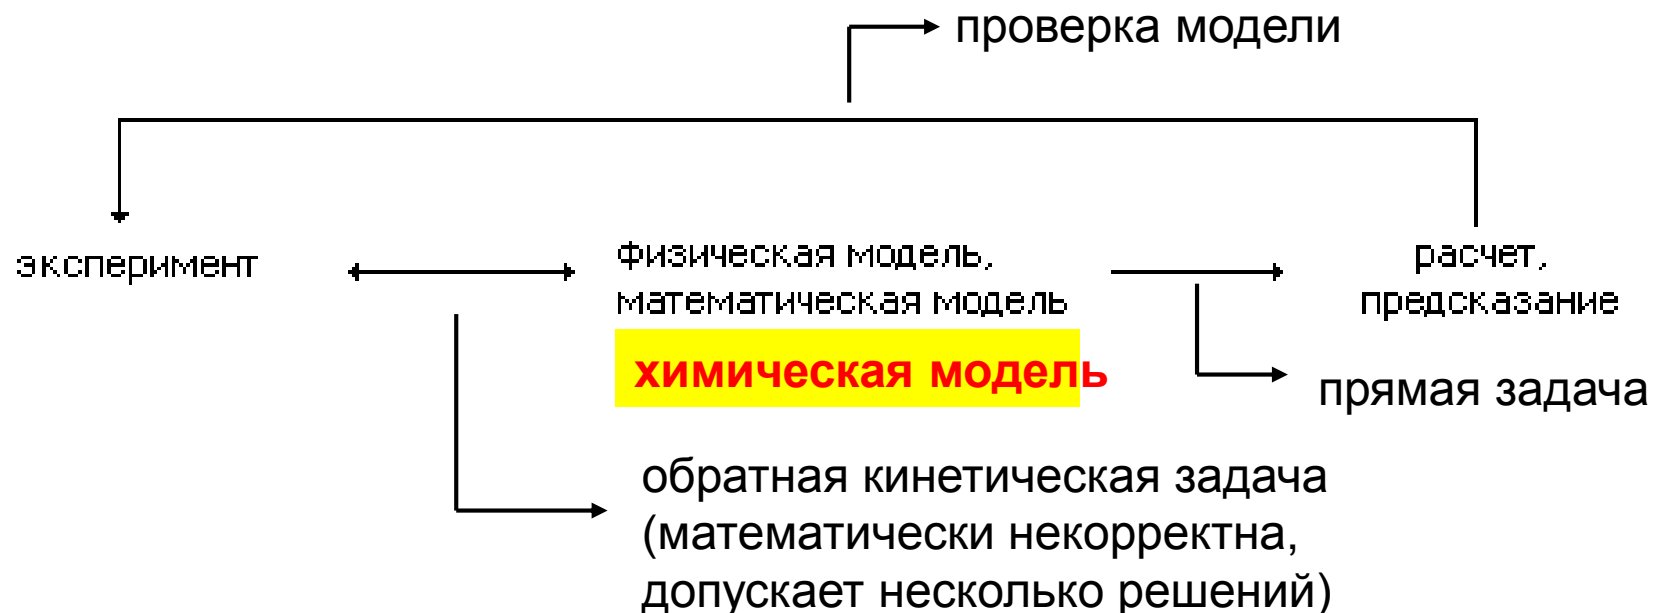 проверка модели
эксперимент
физическая модель,
математическая модель
химическая модель
расчет,
предсказание
прямая задача
обратная кинетическая задача
(математически некорректна,
допускает несколько решений)